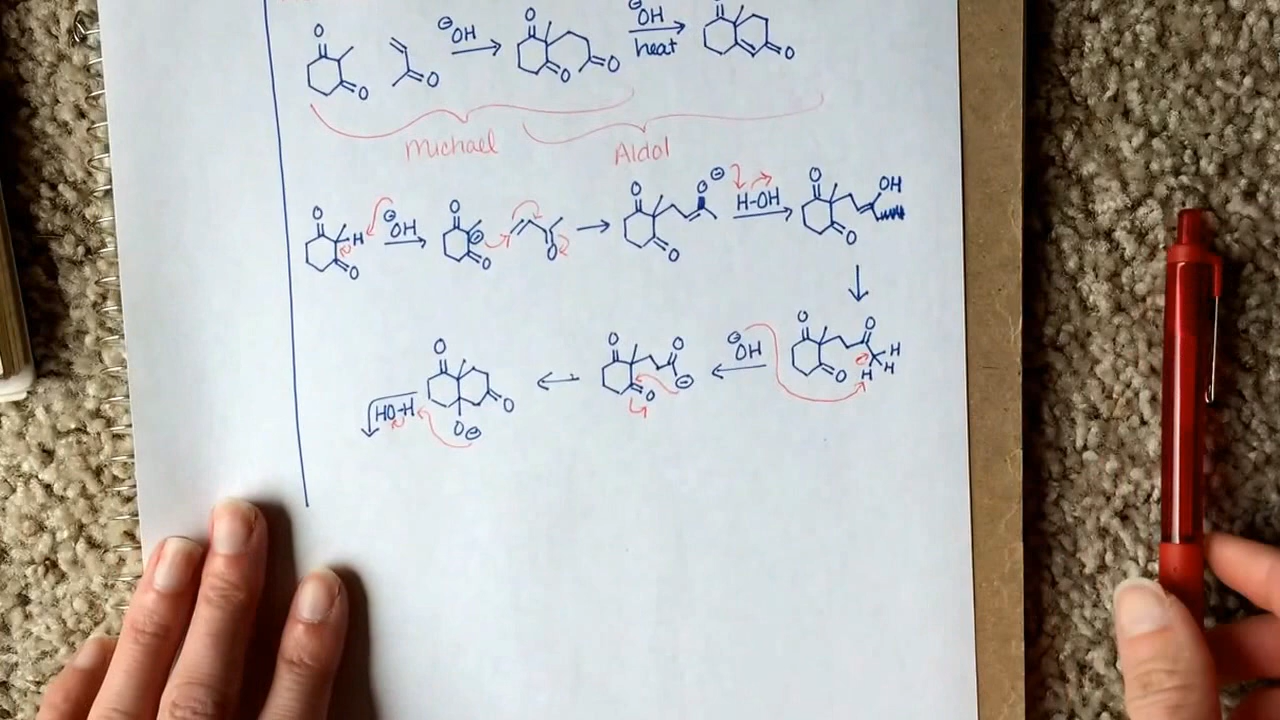 O ⊖OH O ⊖OH O
O O O heat O
Michael Aldol
O H ⊖OH O ⊖ O O⊖ H-OH O OH
O O O O O
O O ⊖OH O O H
O O ⊖ O O H H
HO-H O⊖